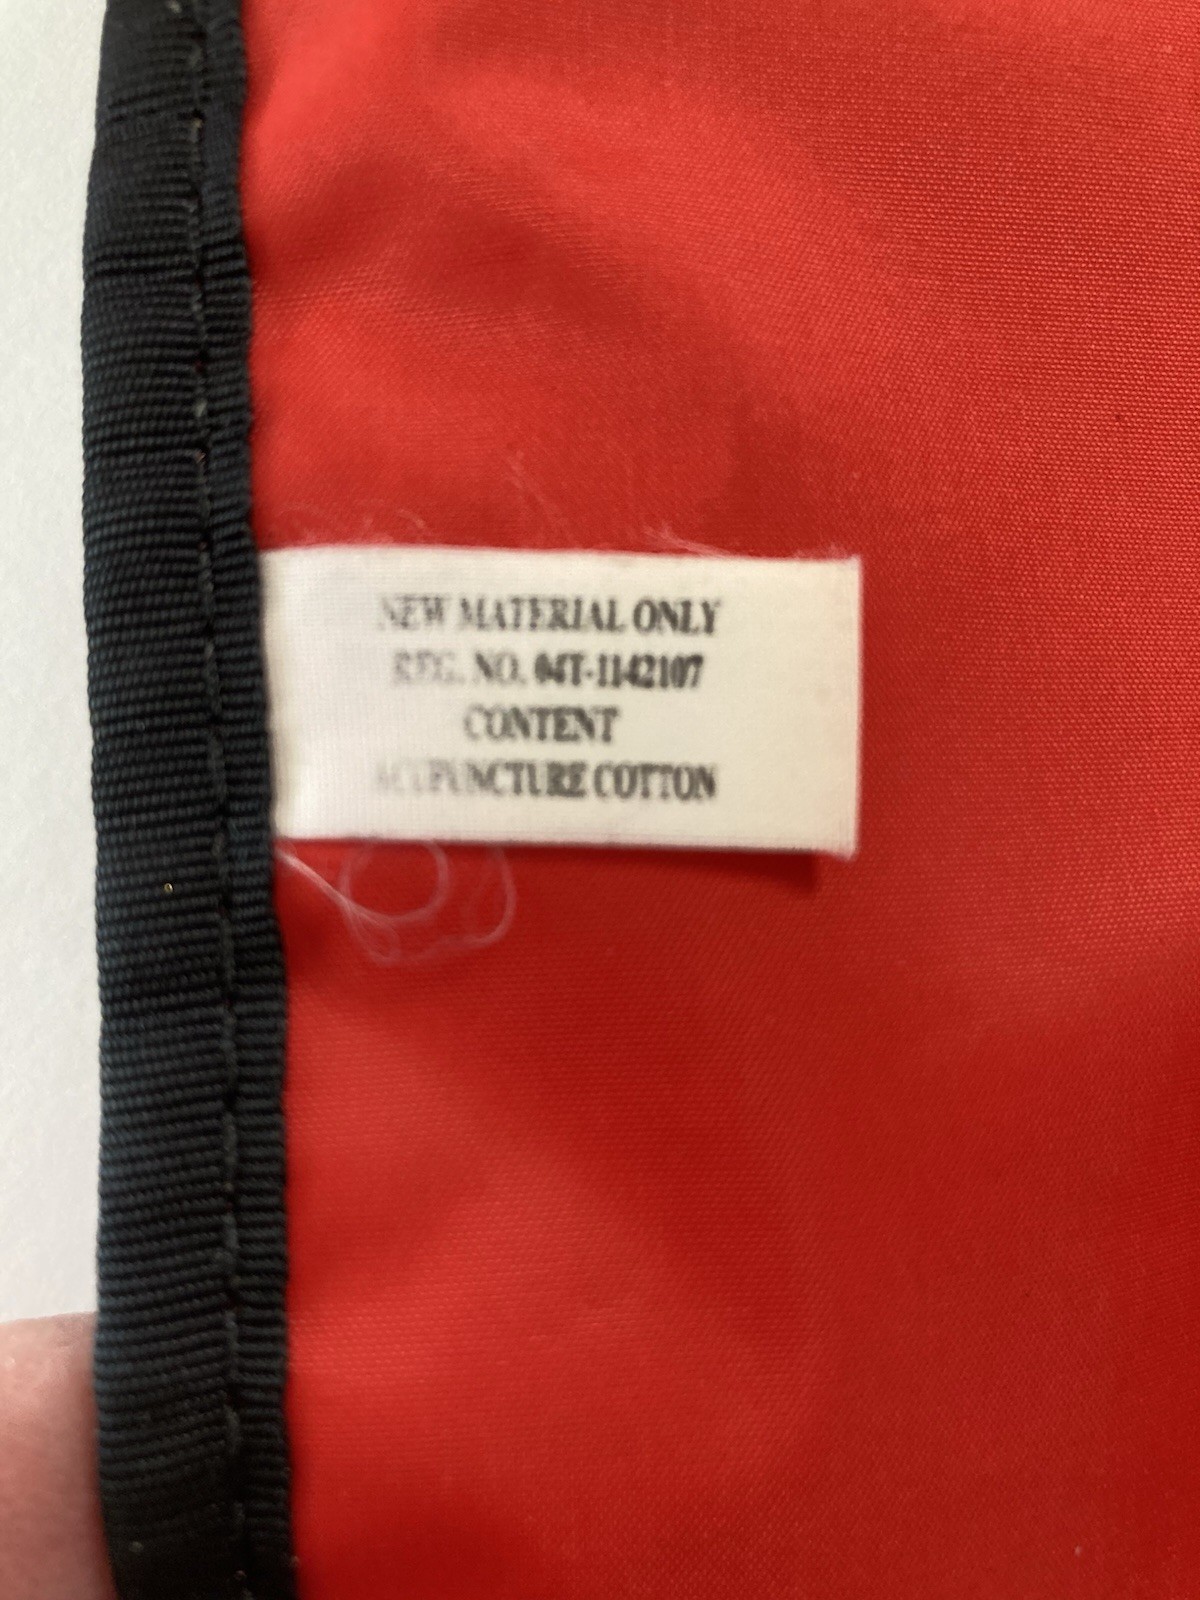 NEW MATERIAL ONLY
REG. NO. 04T-1142107
CONTENT
ACUPUNCTURE COTTON